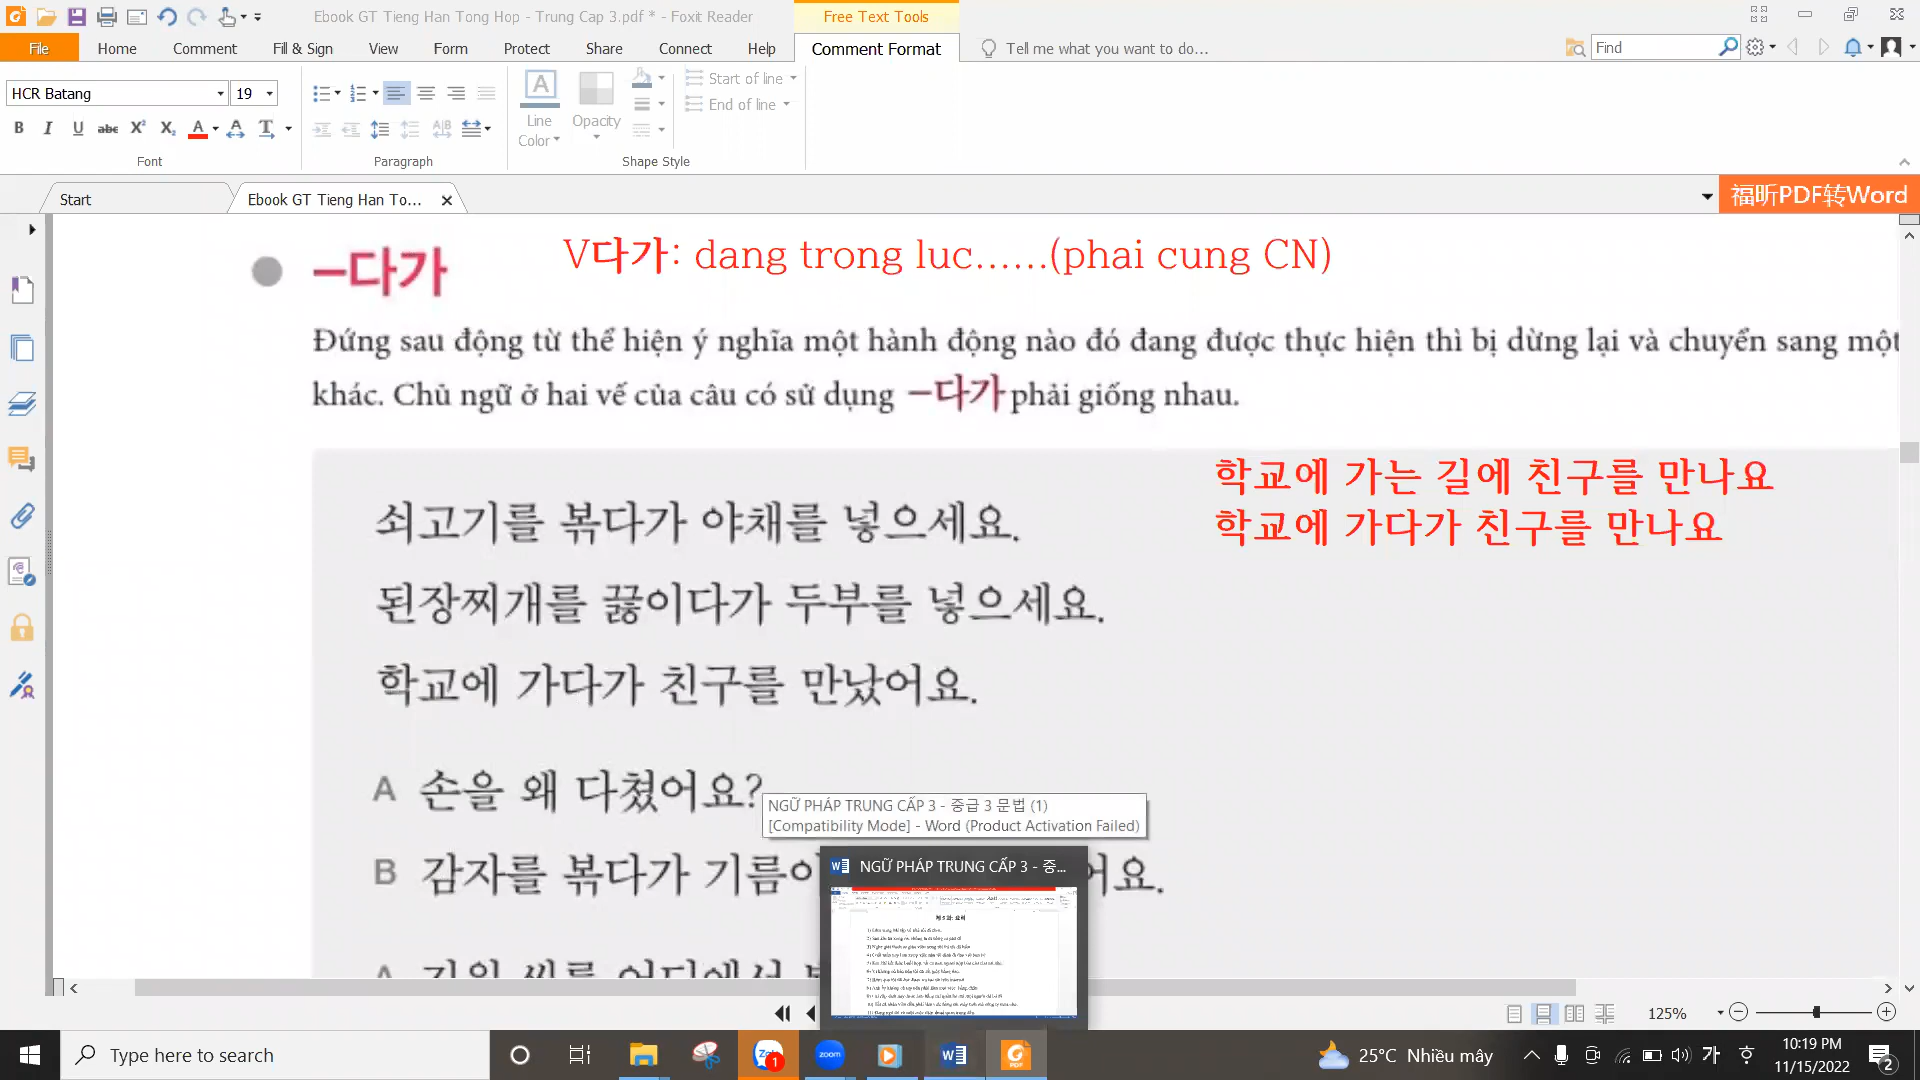 Ebook GT Tieng Han Tong Hop - Trung Cap 3.pdf * - Foxit Reader
Free Text Tools
File Home Comment Fill & Sign View Form Protect Share Connect Help Comment Format Tell me what you want to do... Find
HCR Batang 19
Start of line
End of line
Line Color
Opacity
B I U abc X² X₂ A A T
Font Paragraph Shape Style
Start Ebook GT Tieng Han To... 福昕PDF转Word
–다가 V다가: dang trong luc......(phai cung CN)
Đứng sau động từ thể hiện ý nghĩa một hành động nào đó đang được thực hiện thì bị dừng lại và chuyển sang một
khác. Chủ ngữ ở hai vế của câu có sử dụng –다가 phải giống nhau.
학교에 가는 길에 친구를 만나요
학교에 가다가 친구를 만나요
쇠고기를 볶다가 야채를 넣으세요.
된장찌개를 끓이다가 두부를 넣으세요.
학교에 가다가 친구를 만났어요.
A 손을 왜 다쳤어요?
NGỮ PHÁP TRUNG CẤP 3 - 중급 3 문법 (1)
[Compatibility Mode] - Word (Product Activation Failed)
NGỮ PHÁP TRUNG CẤP 3 - 중...
B 감자를 볶다가 기름이 어요.
125%
Type here to search
zoom
25°C Nhiều mây
가
10:19 PM
11/15/2022
2